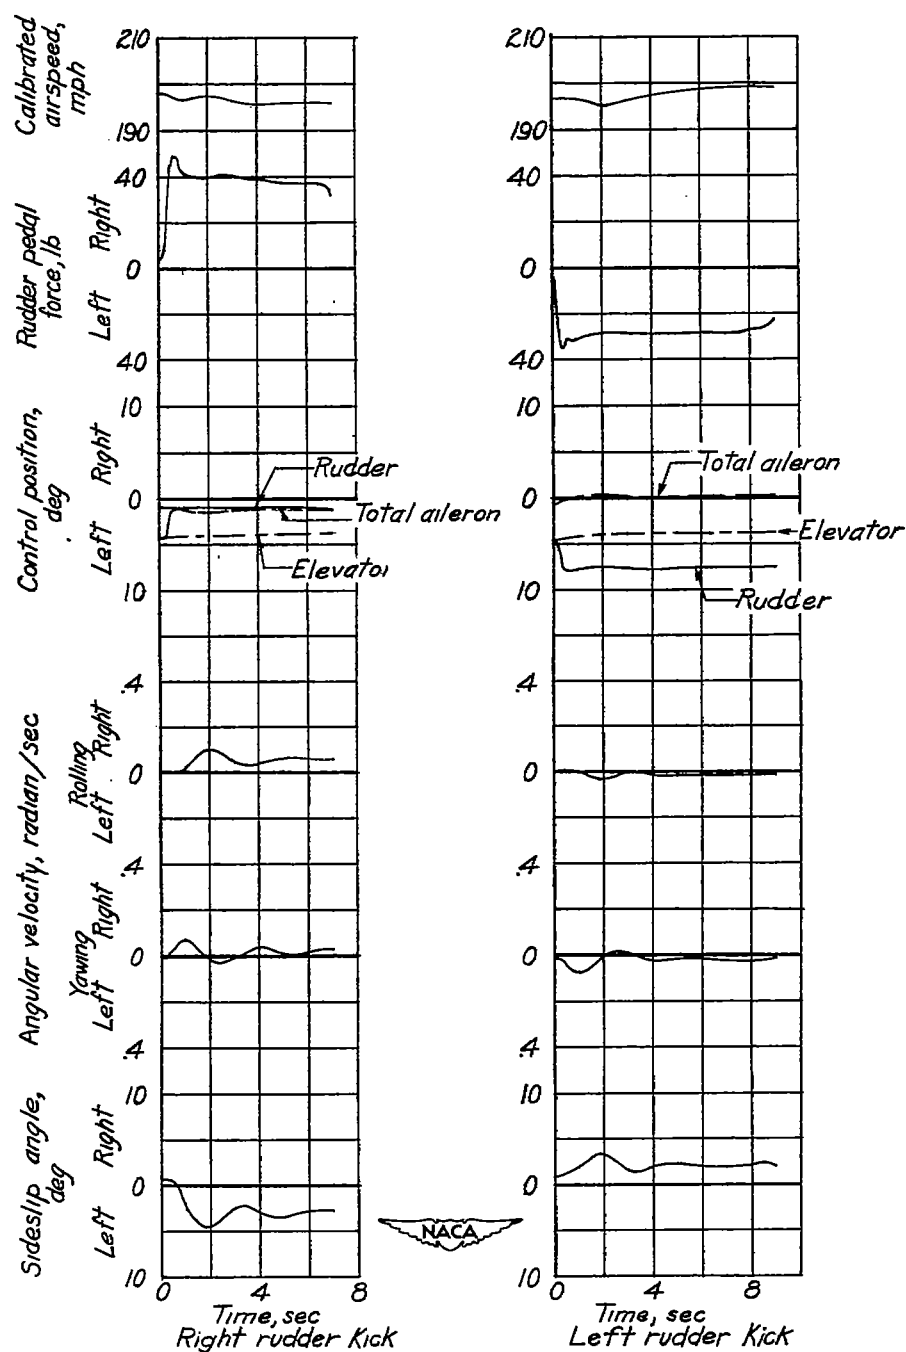 Calibrated
airspeed,
mph
210
190
210
190
Rudder pedal
force, lb
Left Right
40
0
40
40
0
40
Control position,
deg
Left Right
10
0
10
10
0
10
Rudder
Total aileron
Elevator
Total aileron
Elevator
Rudder
Angular velocity, radian/sec
Rolling
Left Right
.4
0
.4
.4
0
.4
Yawing
Left Right
0
.4
0
.4
Sideslip angle,
deg
Left Right
10
0
10
10
0
10
NACA
0 4 8
Time, sec
Right rudder Kick
0 4 8
Time, sec
Left rudder Kick